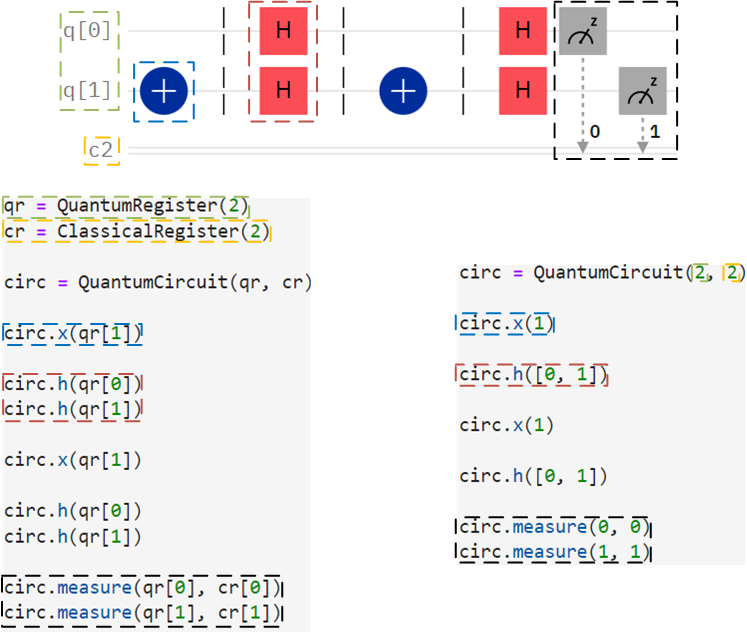 q[0] H H z
q[1] + H + H z
0 1
c2
qr = QuantumRegister(2)
cr = ClassicalRegister(2)
circ = QuantumCircuit(qr, cr)
circ.x(qr[1])
circ.h(qr[0])
circ.h(qr[1])
circ.x(qr[1])
circ.h(qr[0])
circ.h(qr[1])
circ.measure(qr[0], cr[0])
circ.measure(qr[1], cr[1])
circ = QuantumCircuit(2, 2)
circ.x(1)
circ.h([0, 1])
circ.x(1)
circ.h([0, 1])
circ.measure(0, 0)
circ.measure(1, 1)